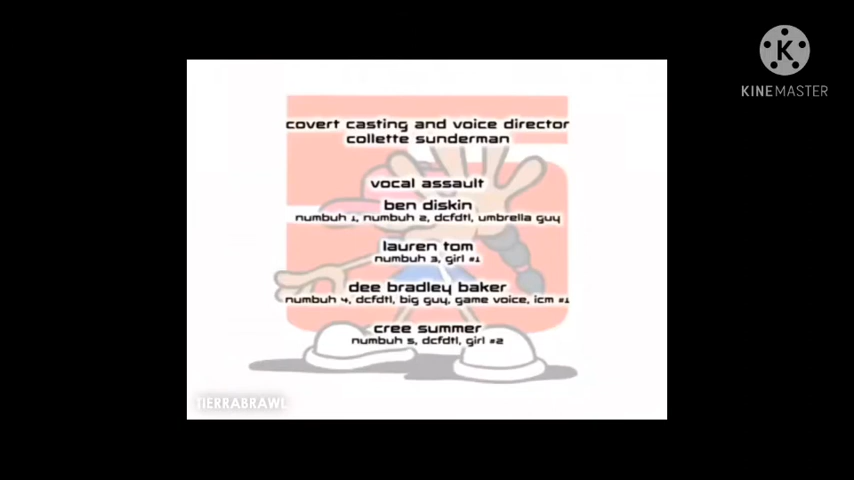 K
KINEMASTER
covert casting and voice director
collette sunderman
vocal assault
ben diskin
numbuh 1, numbuh 2, dcfdtl, umbrella guy
lauren tom
numbuh 3, girl #1
dee bradley baker
numbuh 4, dcfdtl, big guy, game voice, icm #1
cree summer
numbuh 5, dcfdtl, girl #2
TIERRABRAWL